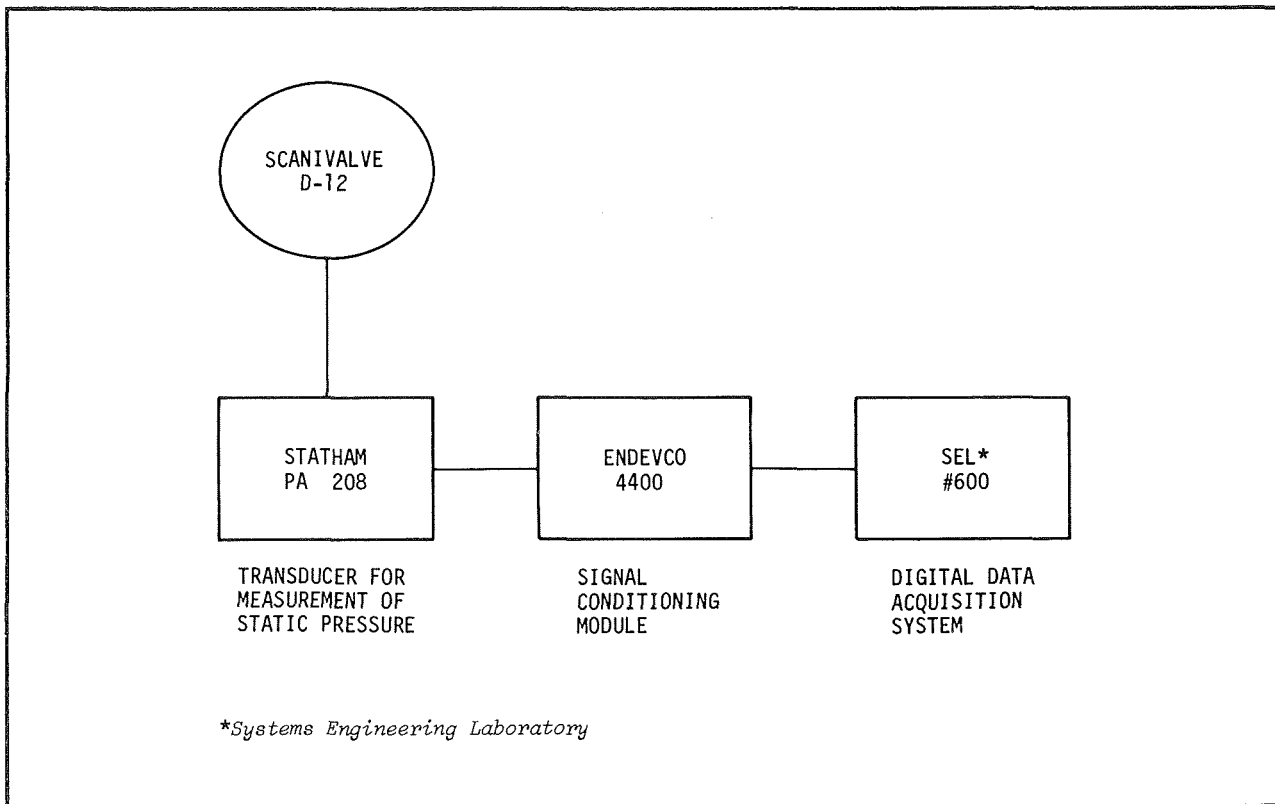 SCANIVALVE
D-12
STATHAM
PA 208
ENDEVCO
4400
SEL*
#600
TRANSDUCER FOR
MEASUREMENT OF
STATIC PRESSURE
SIGNAL
CONDITIONING
MODULE
DIGITAL DATA
ACQUISITION
SYSTEM
*Systems Engineering Laboratory